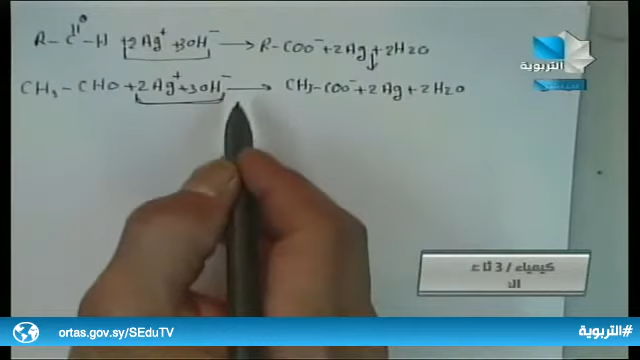 R-C-H+2Ag⁺+3OH⁻ → R-COO⁻+2Ag+2H2O
O
CH3-CHO+2Ag⁺+3OH⁻ → CH3-COO⁻+2Ag+2H2O
التربوية
كيمياء / 3 ثا ع
ال
ortas.gov.sy/SEduTV
#التربوية